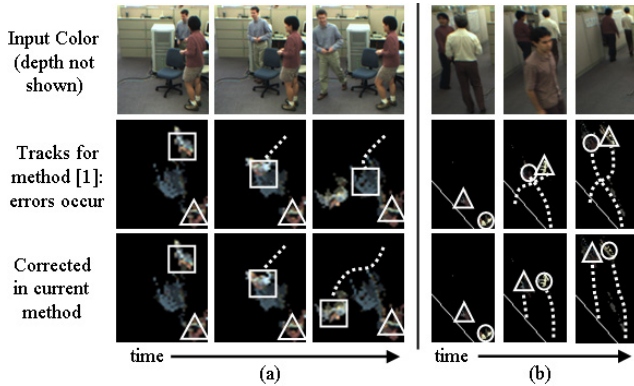 Input Color
(depth not
shown)
Tracks for
method [1]:
errors occur
Corrected
in current
method
time
(a)
time
(b)